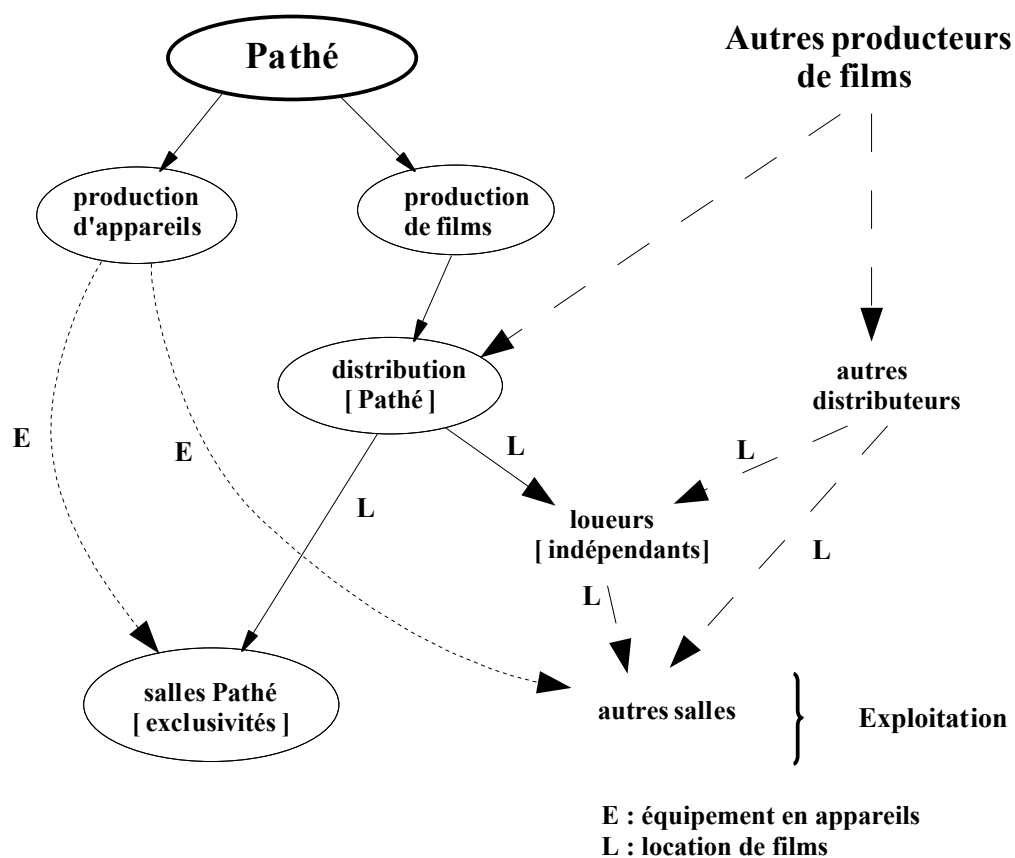 Pathé
Autres producteurs
de films
production
d'appareils
production
de films
distribution
[ Pathé ]
autres
distributeurs
E
E
L
L
L
L
loueurs
[ indépendants]
L
salles Pathé
[ exclusivités ]
autres salles
Exploitation
E : équipement en appareils
L : location de films